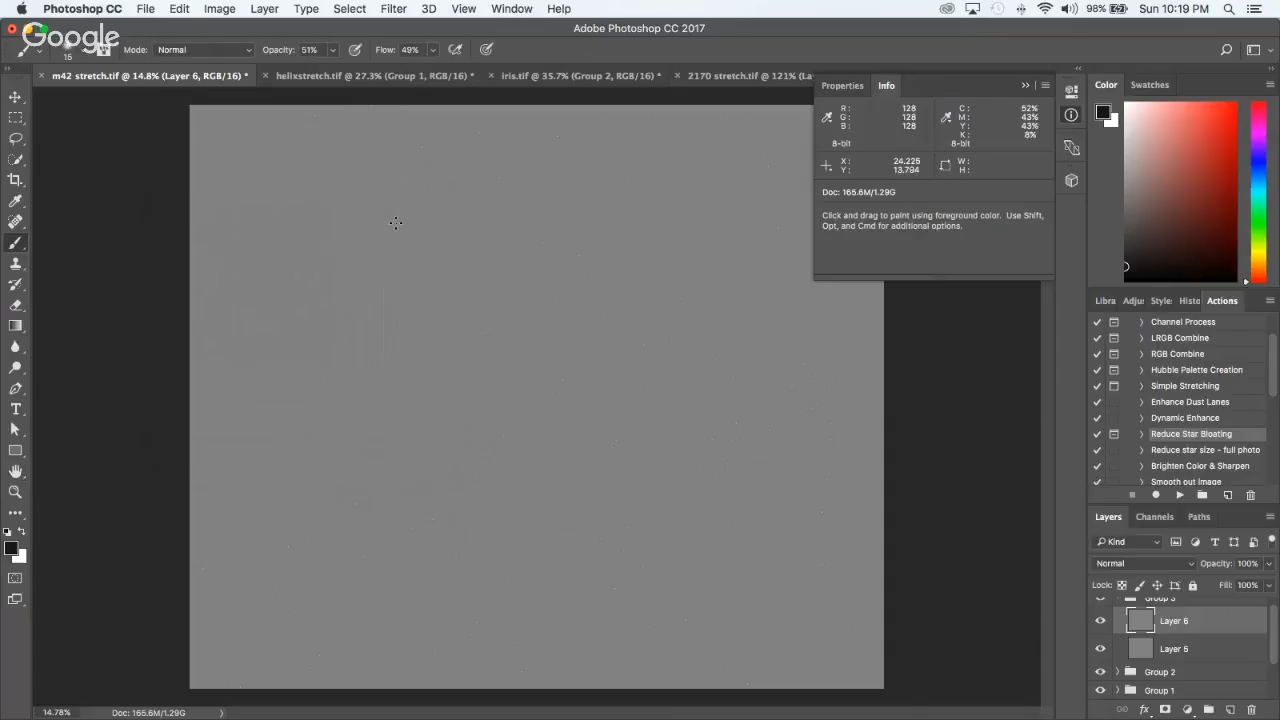 Photoshop CC File Edit Image Layer Type Select Filter 3D View Window Help 98% Sun 10:19 PM
Adobe Photoshop CC 2017
Google
15 Mode: Normal Opacity: 51% Flow: 49%
m42 stretch.tif @ 14.8% (Layer 6, RGB/16) * helixstretch.tif @ 27.3% (Group 1, RGB/16) * iris.tif @ 35.7% (Group 2, RGB/16) * 2170 stretch.tif @ 121% (La
Properties Info
R: 128 C: 52%
G: 128 M: 43%
B: 128 Y: 43%
K: 8%
8-bit 8-bit
X: 24.225 W:
Y: 13.794 H:
Doc: 165.6M/1.29G
Click and drag to paint using foreground color. Use Shift,
Opt, and Cmd for additional options.
Color Swatches
Libra Adju Style Histo Actions
Channel Process
LRGB Combine
RGB Combine
Hubble Palette Creation
Simple Stretching
Enhance Dust Lanes
Dynamic Enhance
Reduce Star Bloating
Reduce star size - full photo
Brighten Color & Sharpen
Smooth out Image
Layers Channels Paths
Kind
Normal Opacity: 100%
Lock: Fill: 100%
Group 3
Layer 6
Layer 5
Group 2
Group 1
14.78% Doc: 165.6M/1.29G